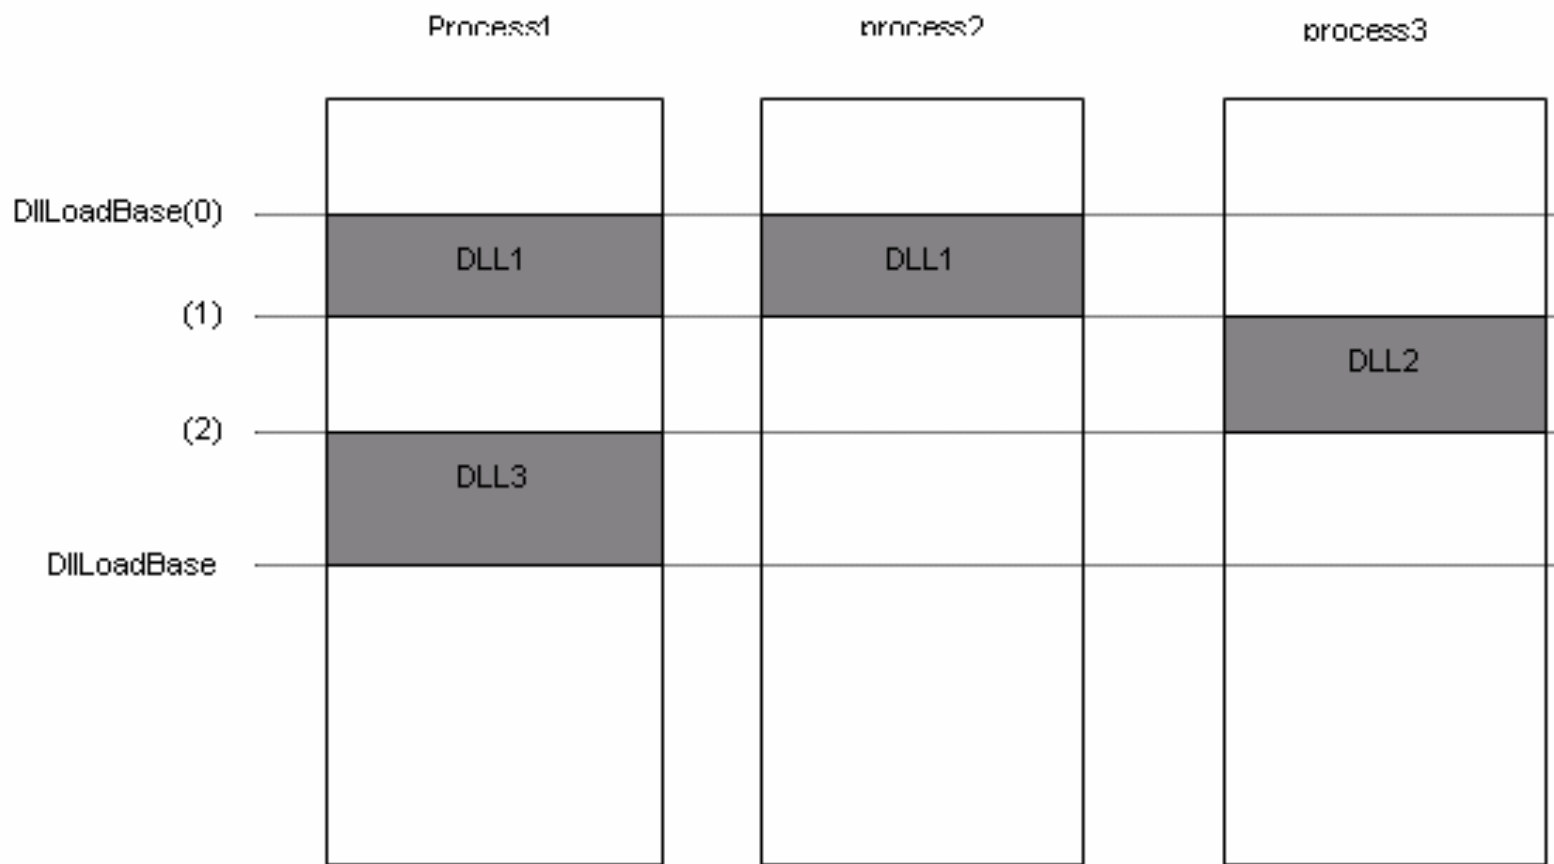 Process1 process2 process3
DllLoadBase(0)
DLL1 DLL1
(1)
DLL2
(2)
DLL3
DllLoadBase